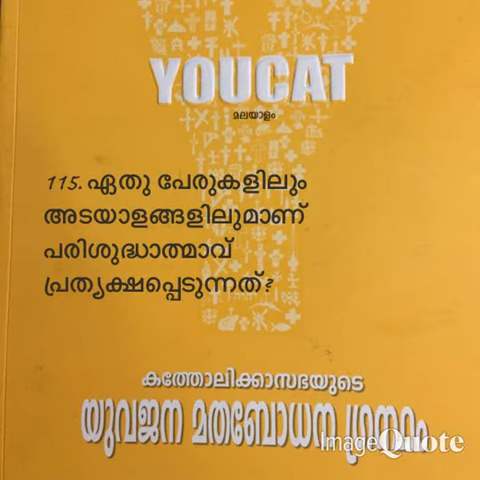 YOUCAT
മലയാളം
115. ഏതു പേരുകളിലും
അടയാളങ്ങളിലുമാണ്
പരിശുദ്ധാത്മാവ്
പ്രത്യക്ഷപ്പെടുന്നത്?
കത്തോലിക്കാസഭയുടെ
യുവജന മതബോധന ഗ്രന്ഥം
ImageQuote